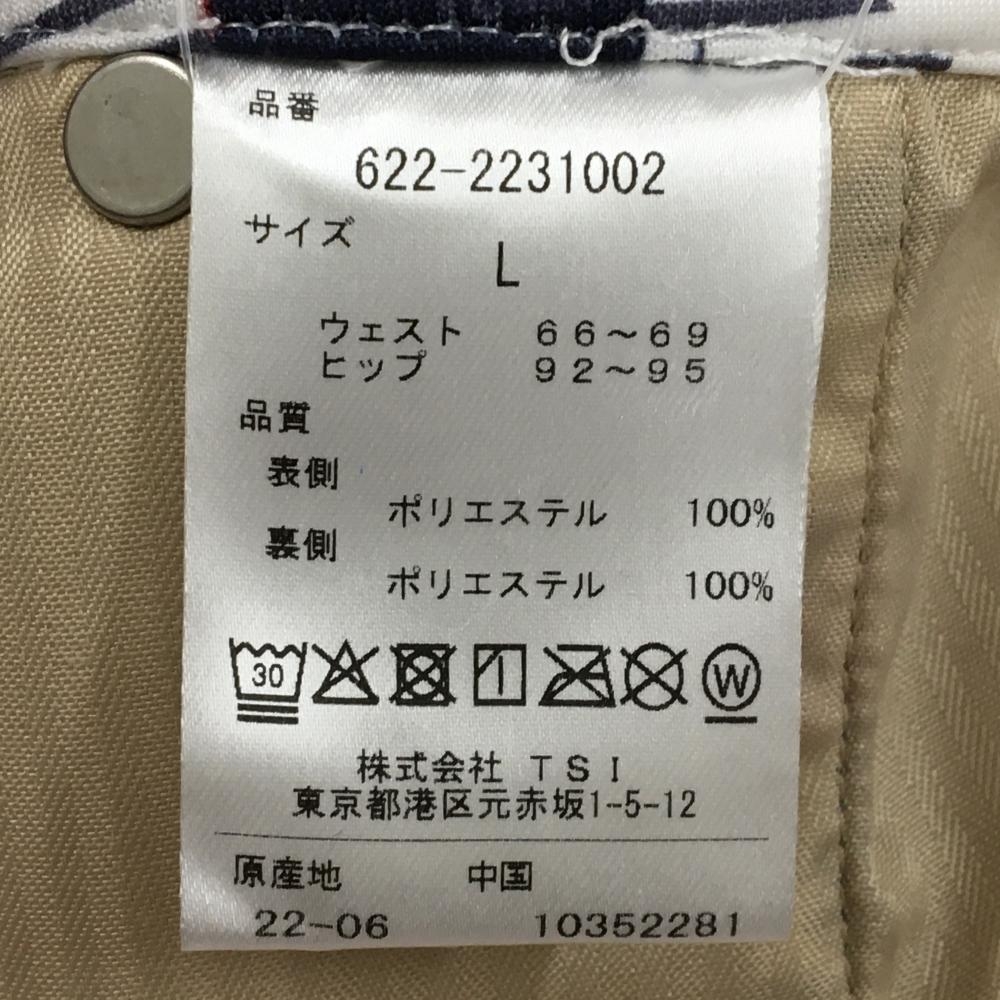 品番
622-2231002
サイズ
L
ウェスト 66～69
ヒップ 92～95
品質
表側
ポリエステル 100%
裏側
ポリエステル 100%
30 W
株式会社 TSI
東京都港区元赤坂1-5-12
原産地 中国
22-06 10352281